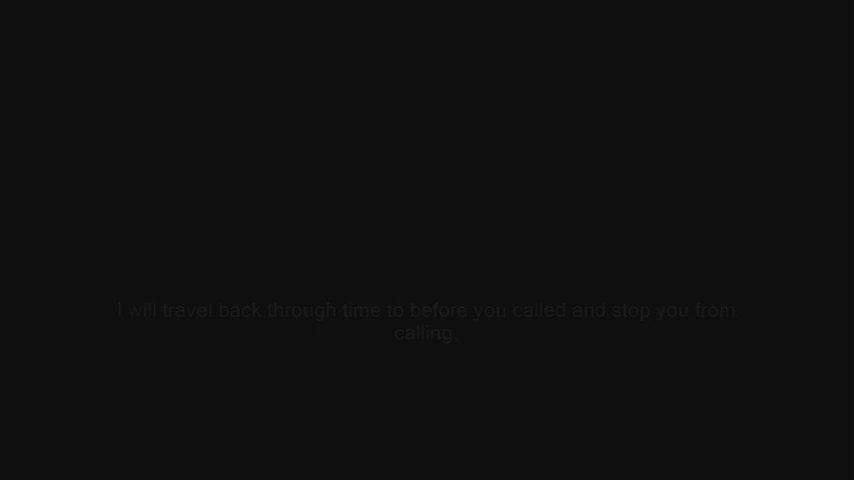 I will travel back through time to before you called and stop you from
calling.